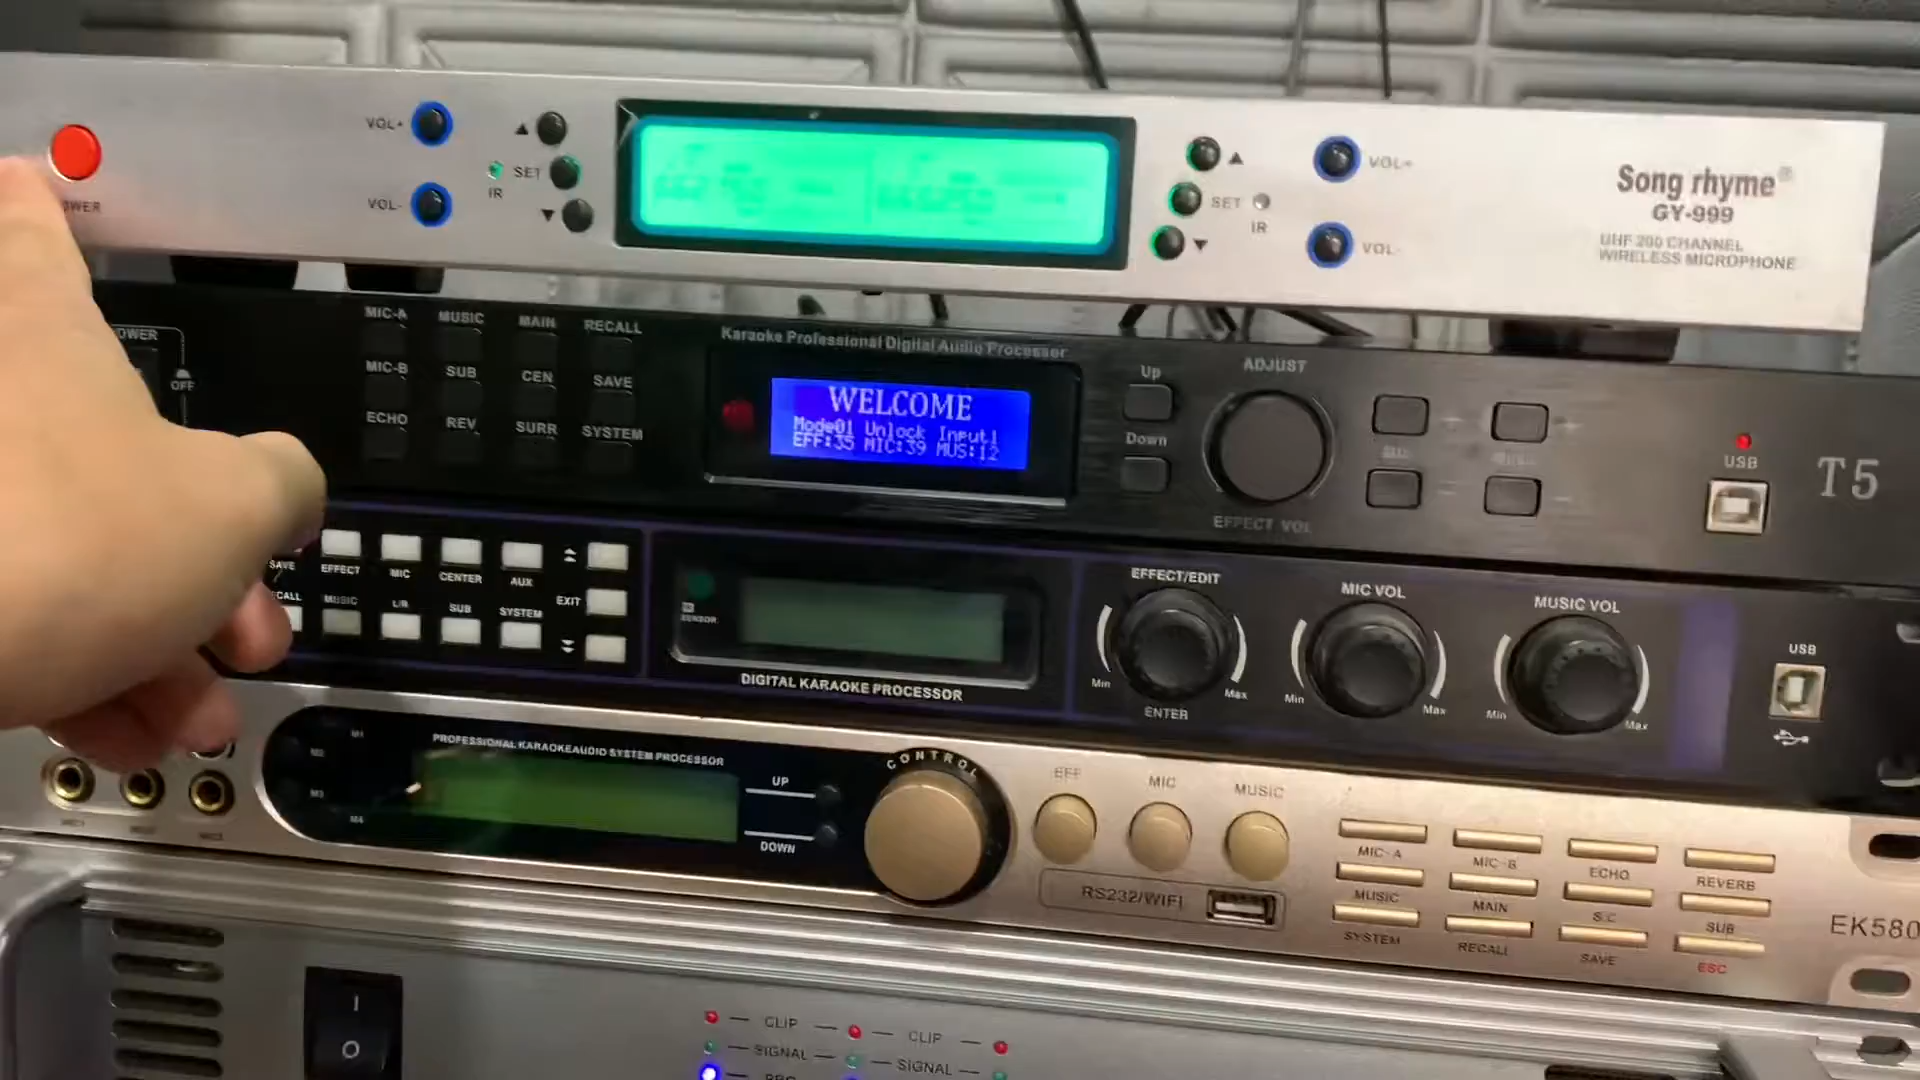 VOL+
SET
IR
VOL-
SET
IR
VOL+
VOL-
Song rhyme®
GY-999
UHF 200 CHANNEL
WIRELESS MICROPHONE
OFF
MIC-A
MUSIC
MAIN
RECALL
MIC-B
SUB
CEN
SAVE
ECHO
REV
SURR
SYSTEM
Karaoke Professional Digital Audio Processor
WELCOME
Mode01 Unlock Input1
EFF:35 MIC:39 MUS:12
Up
Down
ADJUST
EFFECT VOL
USB
T5
SAVE
EFFECT
MIC
CENTER
AUX
MUSIC
L/R
SUB
SYSTEM
EXIT
SENSOR
DIGITAL KARAOKE PROCESSOR
EFFECT/EDIT
Min
Max
ENTER
MIC VOL
Min
Max
MUSIC VOL
Min
Max
USB
M1
M2
M3
M4
PROFESSIONAL KARAOKEAUDIO SYSTEM PROCESSOR
UP
DOWN
CONTROL
EFF
MIC
MUSIC
RS232/WIFI
MIC-A
MIC-B
ECHO
REVERB
MUSIC
MAIN
S.C
SUB
SYSTEM
RECALL
SAVE
ESC
EK580
I
O
CLIP
CLIP
SIGNAL
SIGNAL